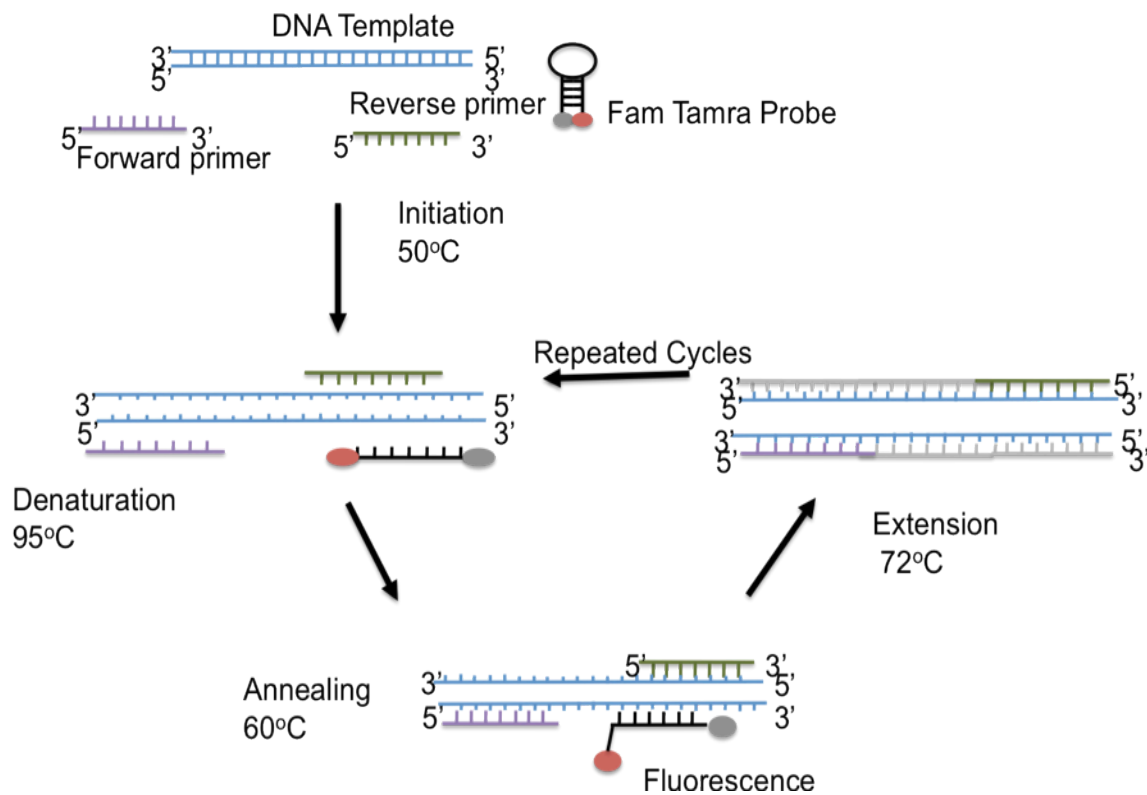 DNA Template
3’ 5’
5’ 3’
Reverse primer
Fam Tamra Probe
5’ 3’
5’ 3’
Forward primer
Initiation
50oC
Repeated Cycles
3’ 5’
5’ 3’
3’ 5’
5’ 3’
3’ 5’
5’ 3’
Denaturation
95oC
Extension
72oC
5’ 3’
3’ 5’
5’ 3’
Annealing
60oC
Fluorescence